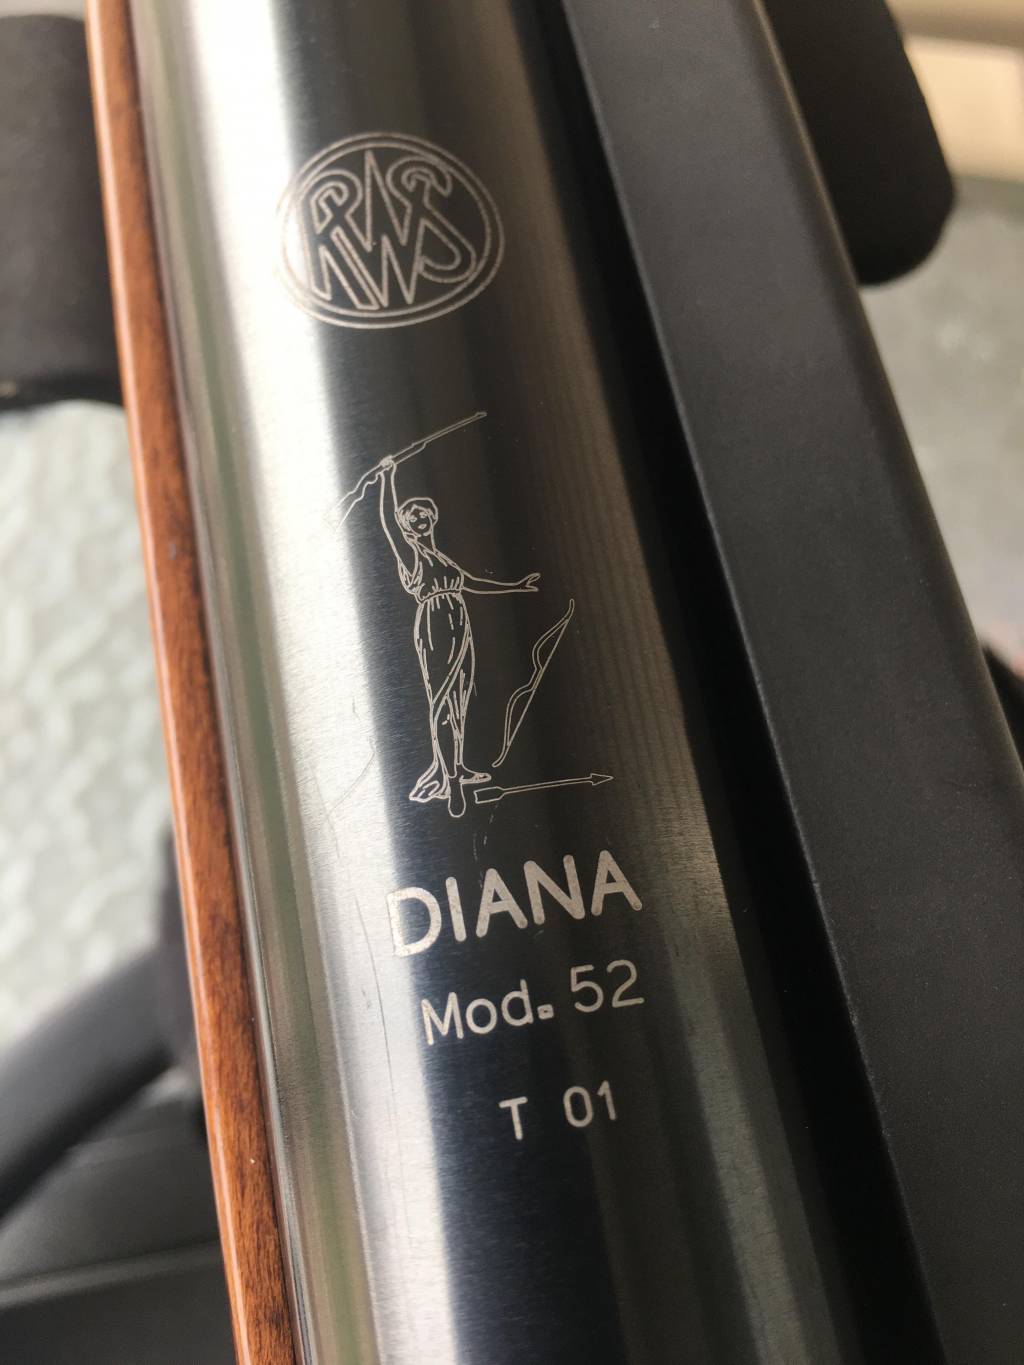 RWS
DIANA
Mod. 52
T 01